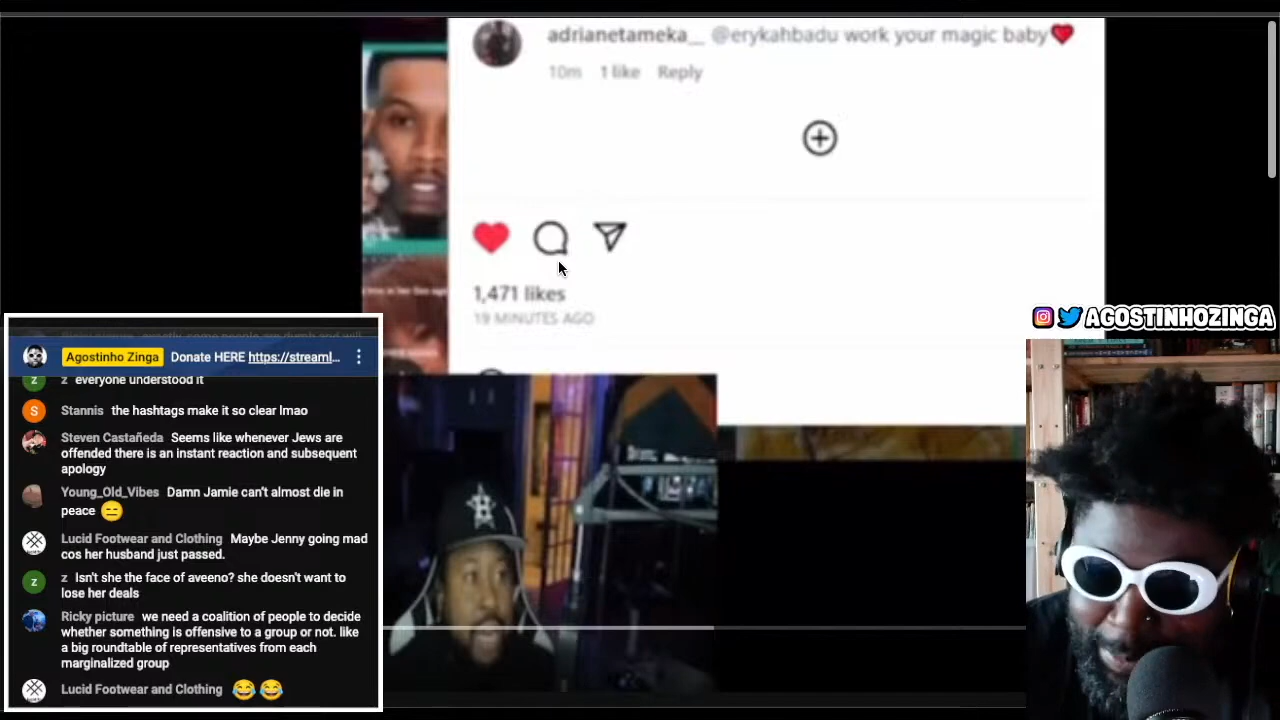 adrianetameka__ @erykahbadu work your magic baby❤️
10m 1 like Reply
1,471 likes
19 MINUTES AGO
AGOSTINHOZINGA
Agostinho Zinga Donate HERE https://streaml...
z everyone understood it
Stannis the hashtags make it so clear lmao
Steven Castañeda Seems like whenever Jews are
offended there is an instant reaction and subsequent
apology
Young_Old_Vibes Damn Jamie can't almost die in
peace 😑
Lucid Footwear and Clothing Maybe Jenny going mad
cos her husband just passed.
z Isn't she the face of aveeno? she doesn't want to
lose her deals
Ricky picture we need a coalition of people to decide
whether something is offensive to a group or not. like
a big roundtable of representatives from each
marginalized group
Lucid Footwear and Clothing 😂😂